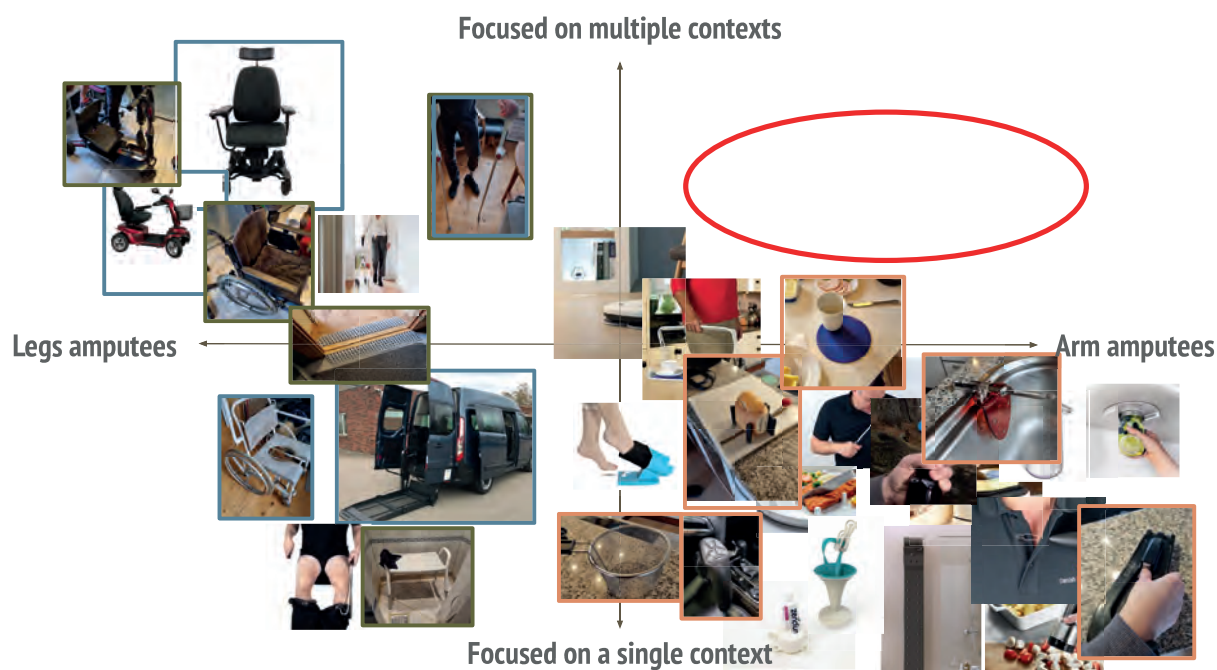 Focused on multiple contexts
Legs amputees
Arm amputees
Focused on a single context